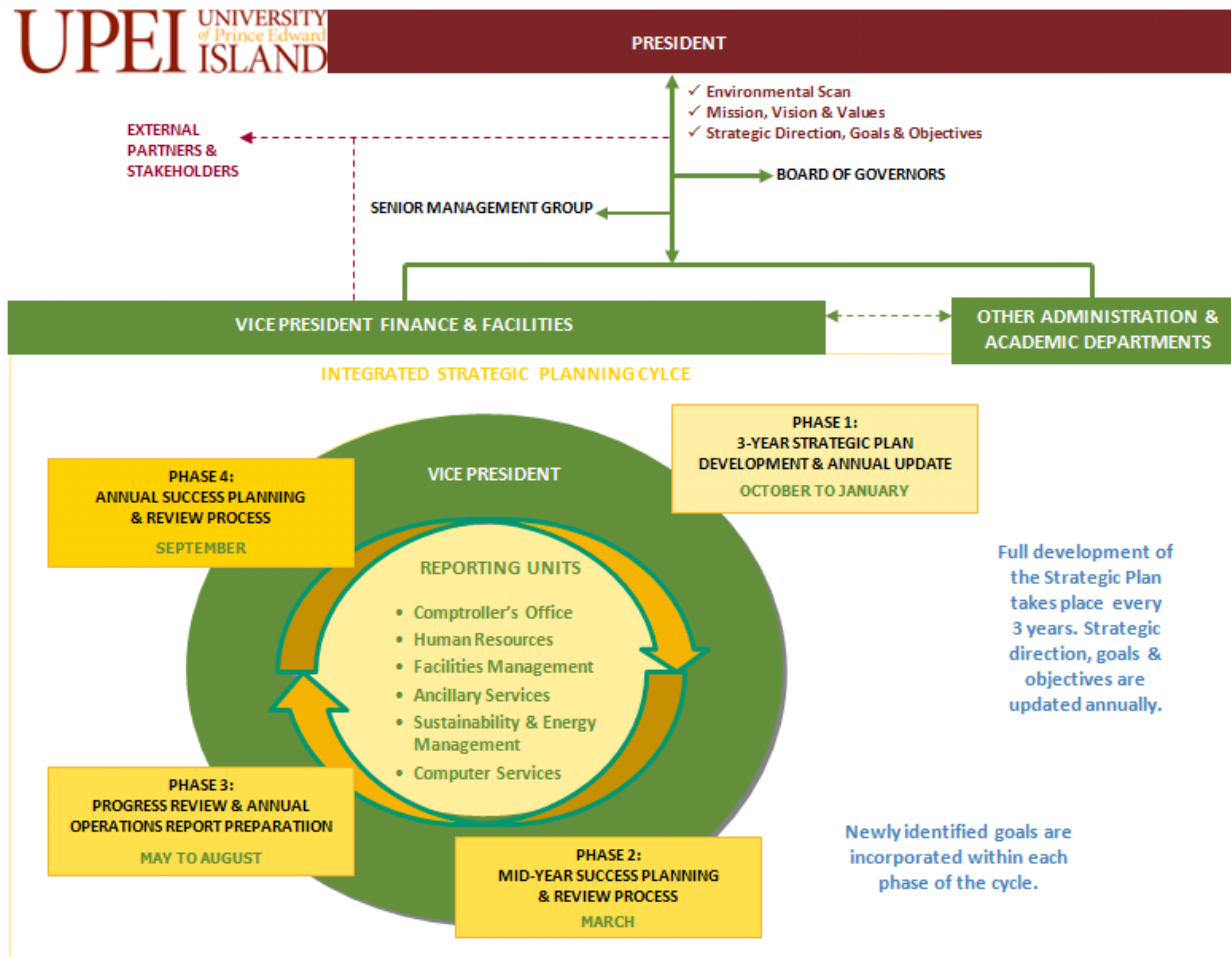 UPEI UNIVERSITY
of Prince Edward
ISLAND
PRESIDENT
✓ Environmental Scan
✓ Mission, Vision & Values
✓ Strategic Direction, Goals & Objectives
EXTERNAL
PARTNERS &
STAKEHOLDERS
BOARD OF GOVERNORS
SENIOR MANAGEMENT GROUP
VICE PRESIDENT FINANCE & FACILITIES
OTHER ADMINISTRATION &
ACADEMIC DEPARTMENTS
INTEGRATED STRATEGIC PLANNING CYLCE
PHASE 1:
3-YEAR STRATEGIC PLAN
DEVELOPMENT & ANNUAL UPDATE
OCTOBER TO JANUARY
PHASE 4:
ANNUAL SUCCESS PLANNING
& REVIEW PROCESS
SEPTEMBER
VICE PRESIDENT
REPORTING UNITS
• Comptroller's Office
• Human Resources
• Facilities Management
• Ancillary Services
• Sustainability & Energy
Management
• Computer Services
Full development of
the Strategic Plan
takes place every
3 years. Strategic
direction, goals &
objectives are
updated annually.
PHASE 3:
PROGRESS REVIEW & ANNUAL
OPERATIONS REPORT PREPARATIION
MAY TO AUGUST
PHASE 2:
MID-YEAR SUCCESS PLANNING
& REVIEW PROCESS
MARCH
Newly identified goals are
incorporated within each
phase of the cycle.